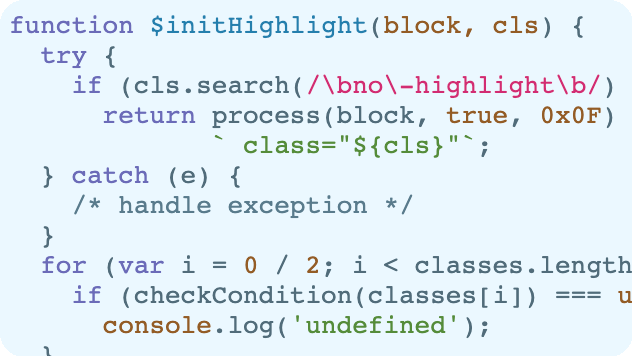 function $initHighlight(block, cls) {
  try {
    if (cls.search(/\bno\-highlight\b/)
      return process(block, true, 0x0F)
             ` class="${cls}"`;
  } catch (e) {
    /* handle exception */
  }
  for (var i = 0 / 2; i < classes.length
    if (checkCondition(classes[i]) === u
      console.log('undefined');
  }